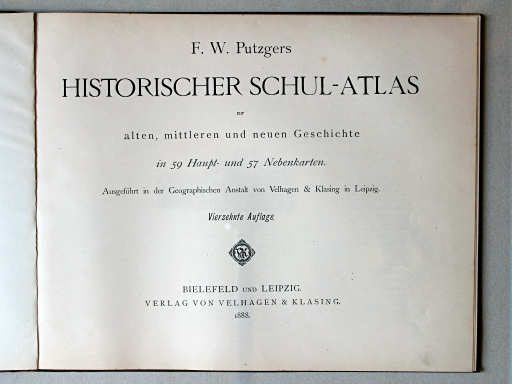 F. W. Putzgers
HISTORISCHER SCHUL-ATLAS
zur
alten, mittleren und neuen Geschichte
in 59 Haupt- und 57 Nebenkarten.
Ausgeführt in der Geographischen Anstalt von Velhagen & Klasing in Leipzig.
Vierzehnte Auflage.
BIELEFELD UND LEIPZIG.
VERLAG VON VELHAGEN & KLASING.
1888.